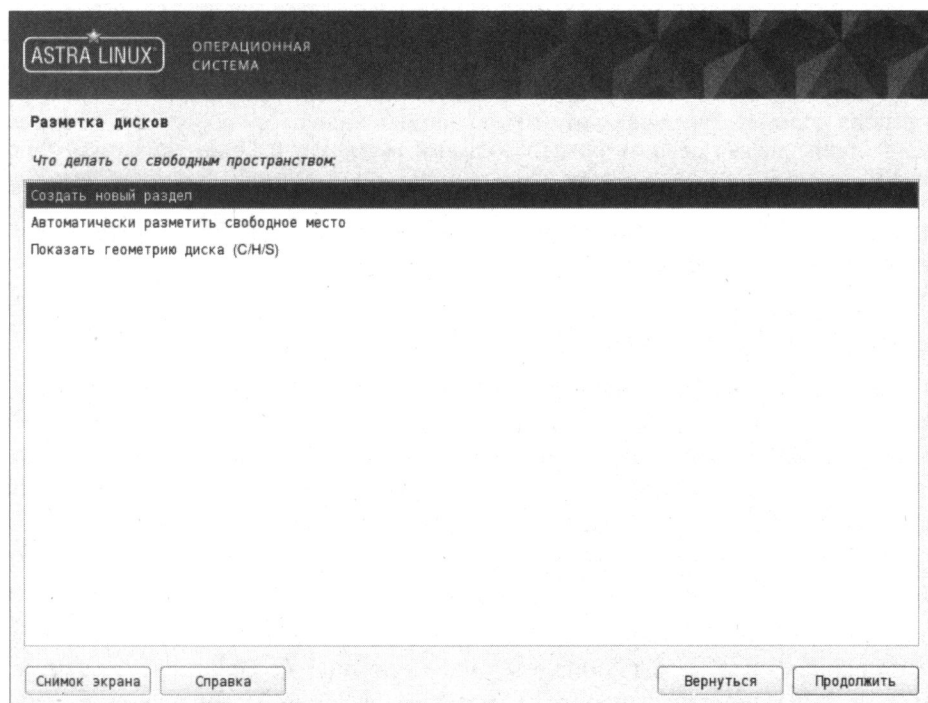 ASTRA LINUX
ОПЕРАЦИОННАЯ
СИСТЕМА
Разметка дисков
Что делать со свободным пространством:
Создать новый раздел
Автоматически разметить свободное место
Показать геометрию диска (C/H/S)
Снимок экрана
Справка
Вернуться
Продолжить